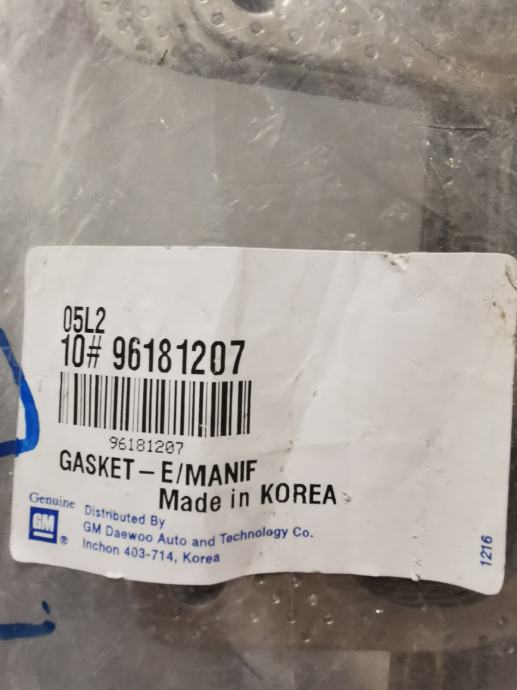 05L2
10# 96181207
96181207
GASKET-E/MANIF
Made in KOREA
Genuine
GM
®
Distributed By
GM Daewoo Auto and Technology Co.
Inchon 403-714, Korea
1216